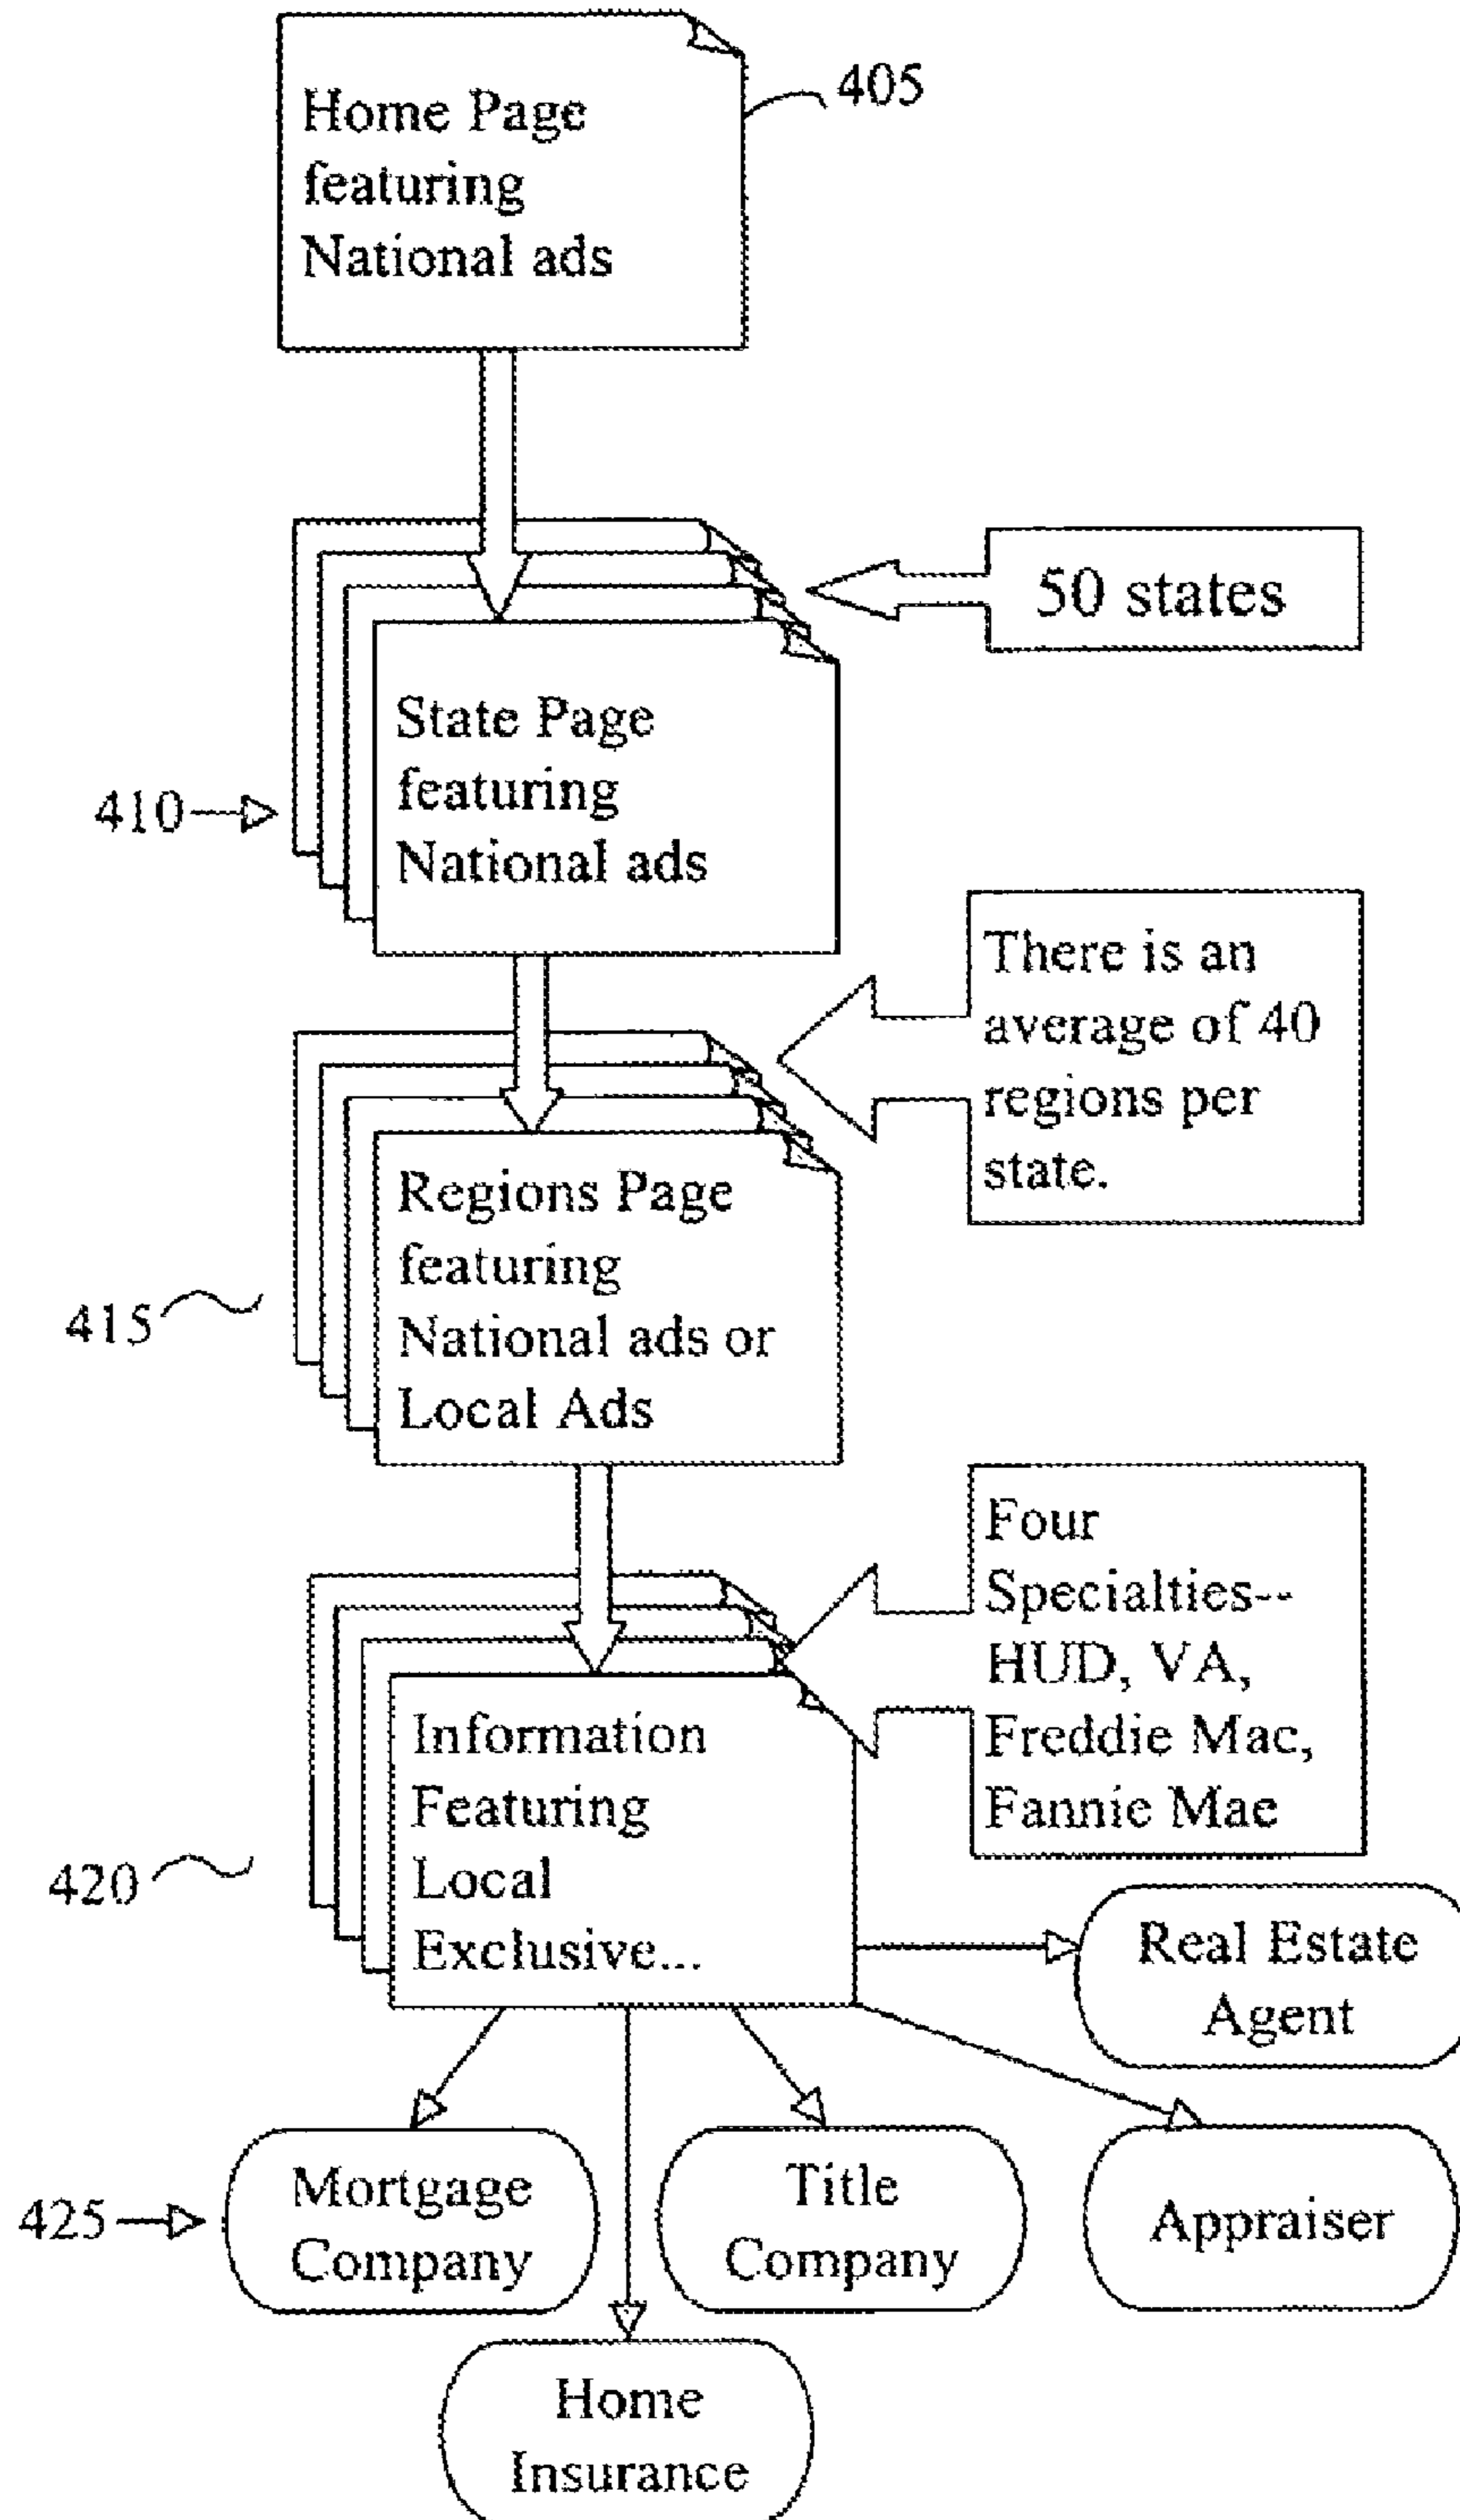 Home Page
featuring
National ads
405
50 states
State Page
featuring
National ads
410
There is an
average of 40
regions per
state.
Regions Page
featuring
National ads or
Local Ads
415
Four
Specialties--
HUD, VA,
Freddie Mac,
Fannie Mae
Information
Featuring
Local
Exclusive...
420
Real Estate
Agent
425
Mortgage
Company
Title
Company
Appraiser
Home
Insurance